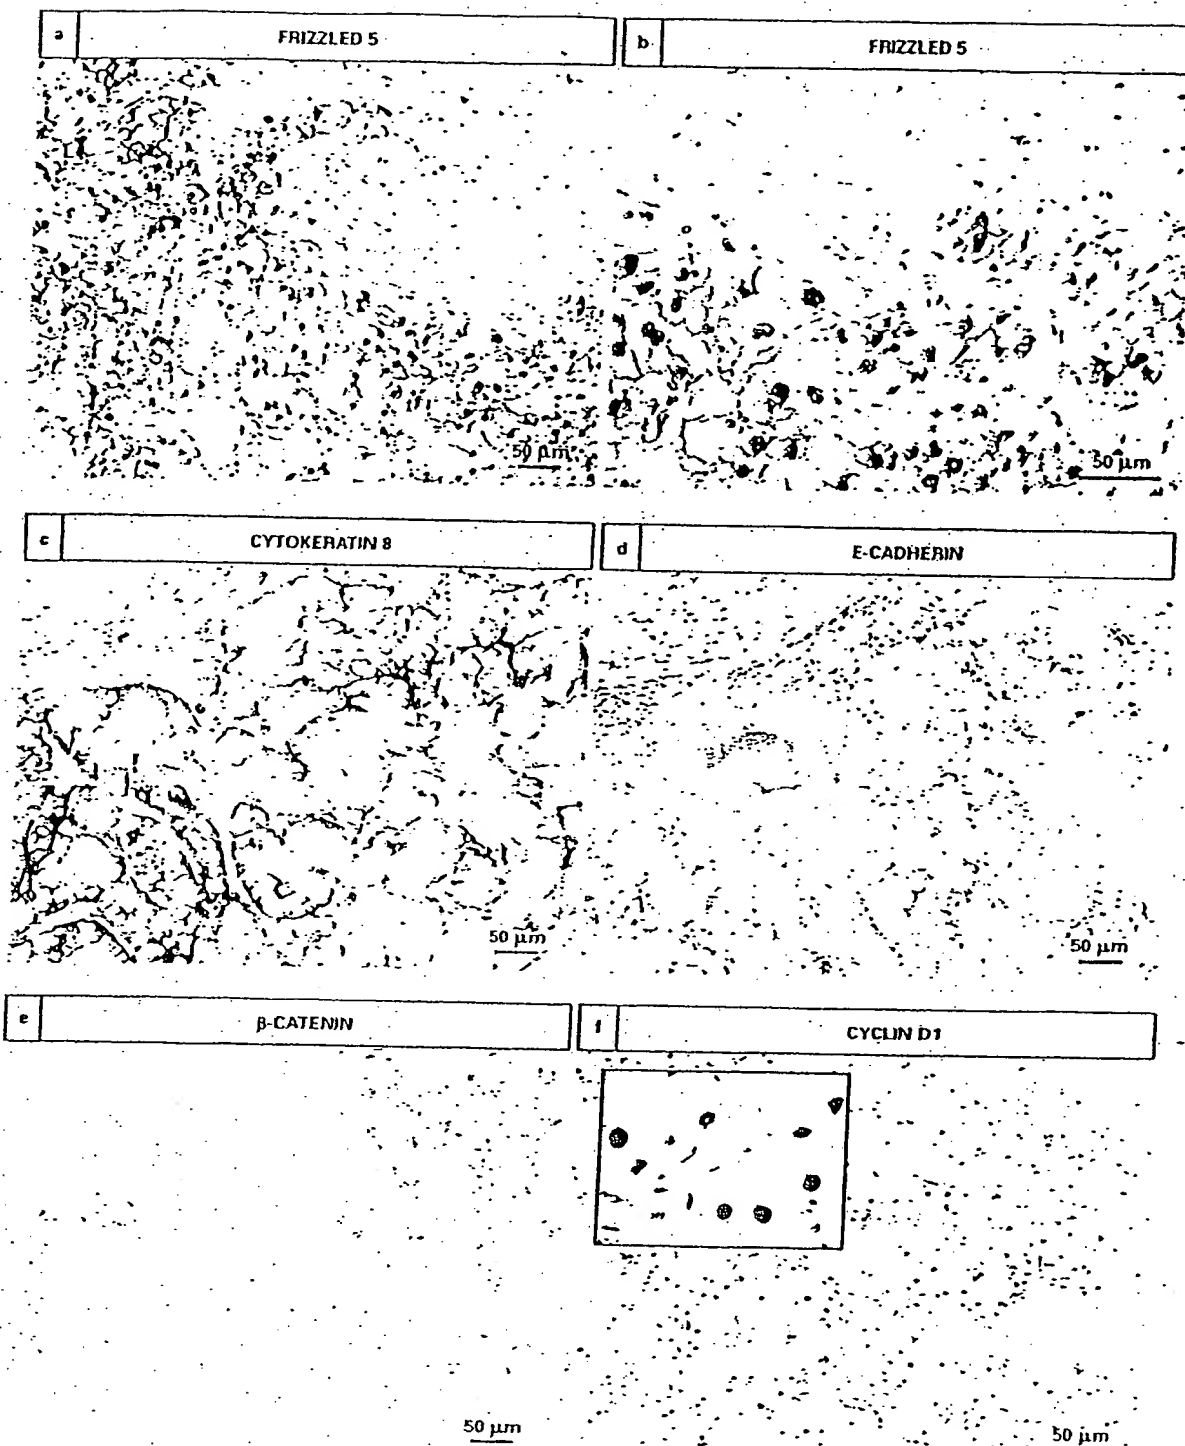 a FRIZZLED 5
b FRIZZLED 5
50 μm
50 μm
c CYTOKERATIN 8
d E-CADHERIN
50 μm
50 μm
e β-CATENIN
f CYCLIN D1
50 μm
50 μm